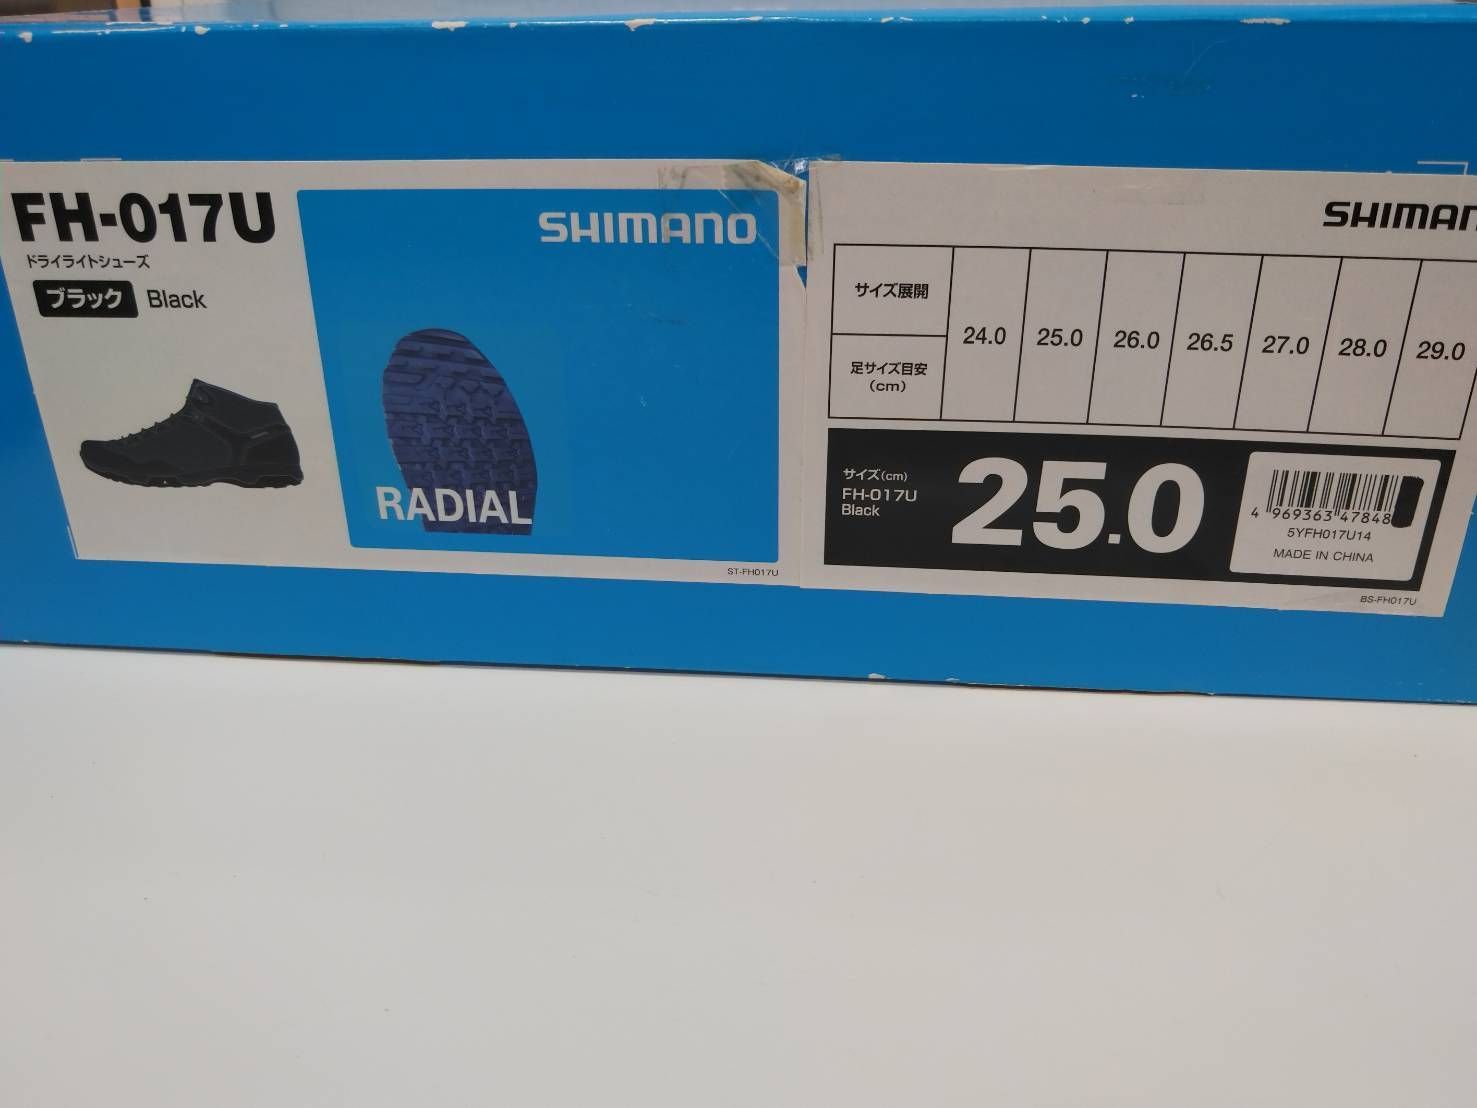 FH-017U
ドライライトシューズ
ブラック Black
SHIMANO
RADIAL
ST-FH017U
SHIMAN
サイズ展開
足サイズ目安
(cm)
24.0 25.0 26.0 26.5 27.0 28.0 29.0
サイズ(cm)
FH-017U
Black
25.0
4 969363 47848
5YFH017U14
MADE IN CHINA
BS-FH017U